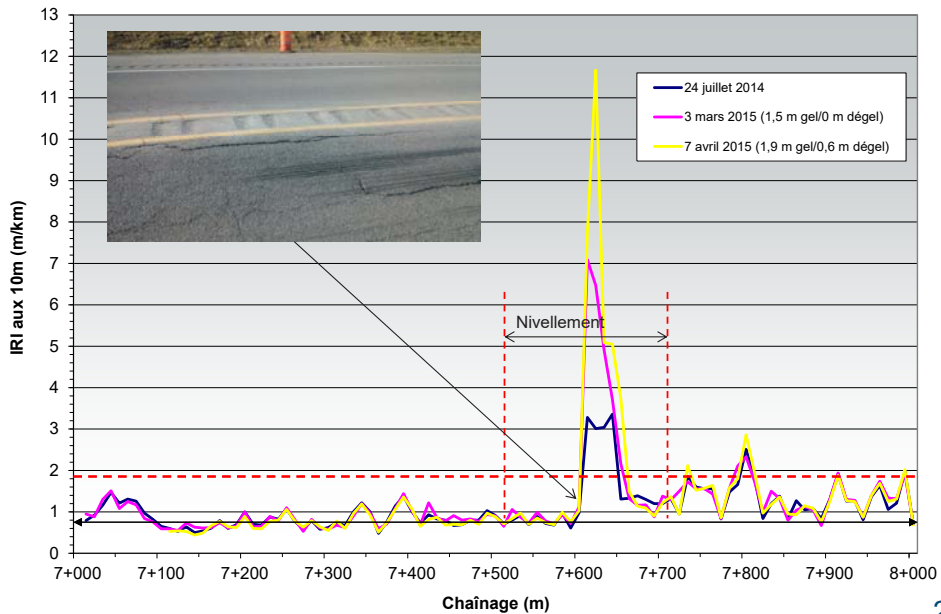 13
12
11
10
9
8
7
6
5
4
3
2
1
0
IRI aux 10m (m/km)
24 juillet 2014
3 mars 2015 (1,5 m gel/0 m dégel)
7 avril 2015 (1,9 m gel/0,6 m dégel)
Nivellement
7+000 7+100 7+200 7+300 7+400 7+500 7+600 7+700 7+800 7+900 8+000
Chaînage (m)